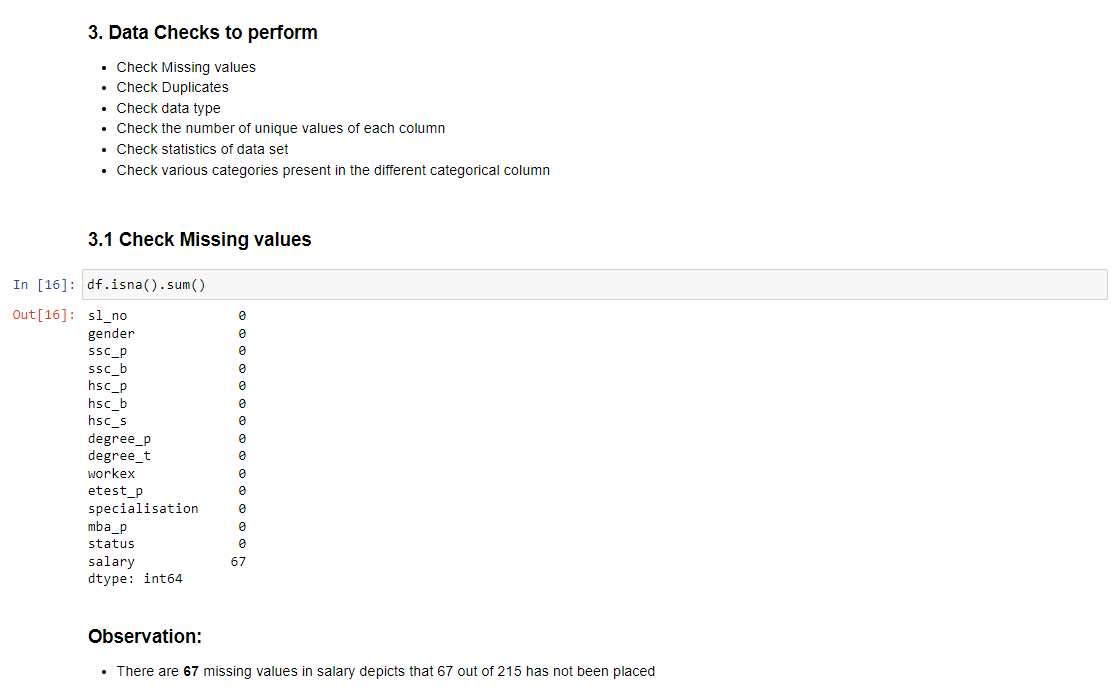 3. Data Checks to perform
• Check Missing values
• Check Duplicates
• Check data type
• Check the number of unique values of each column
• Check statistics of data set
• Check various categories present in the different categorical column
3.1 Check Missing values
In [16]: df.isna().sum()
Out[16]: sl_no 0
gender 0
ssc_p 0
ssc_b 0
hsc_p 0
hsc_b 0
hsc_s 0
degree_p 0
degree_t 0
workex 0
etest_p 0
specialisation 0
mba_p 0
status 0
salary 67
dtype: int64
Observation:
• There are 67 missing values in salary depicts that 67 out of 215 has not been placed